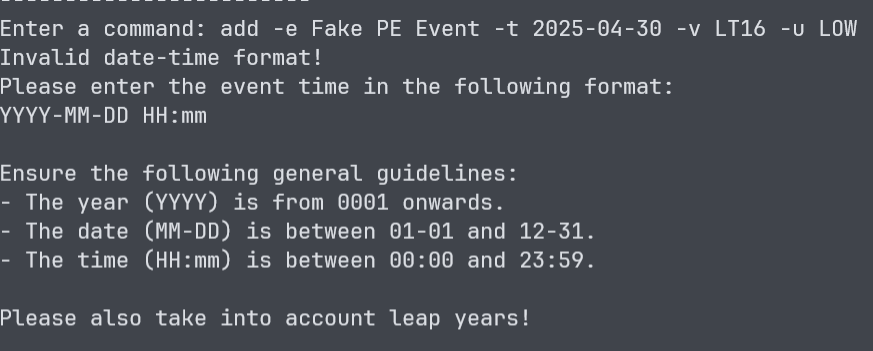 Enter a command: add -e Fake PE Event -t 2025-04-30 -v LT16 -u LOW
Invalid date-time format!
Please enter the event time in the following format:
YYYY-MM-DD HH:mm
Ensure the following general guidelines:
- The year (YYYY) is from 0001 onwards.
- The date (MM-DD) is between 01-01 and 12-31.
- The time (HH:mm) is between 00:00 and 23:59.
Please also take into account leap years!